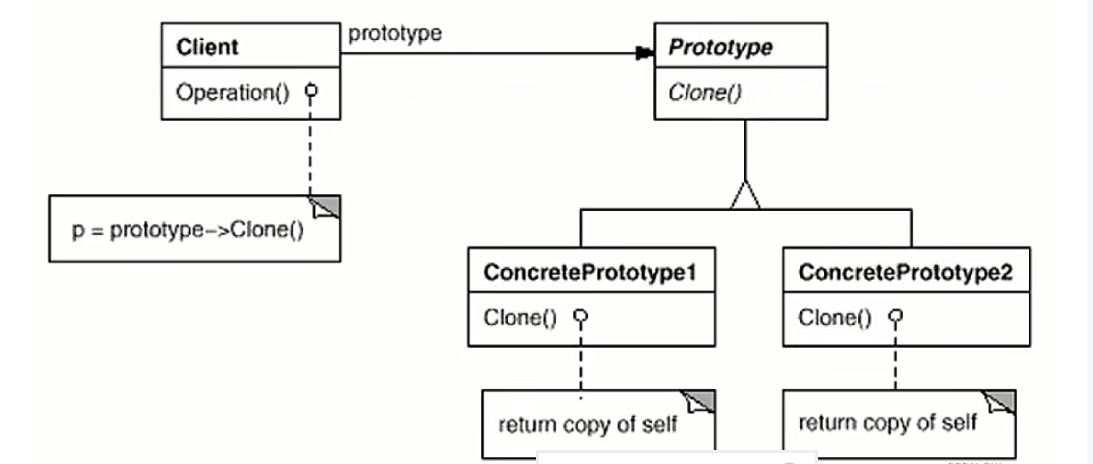 Client
prototype
Prototype
Operation()
Clone()
p = prototype–>Clone()
ConcretePrototype1
ConcretePrototype2
Clone()
Clone()
return copy of self
return copy of self